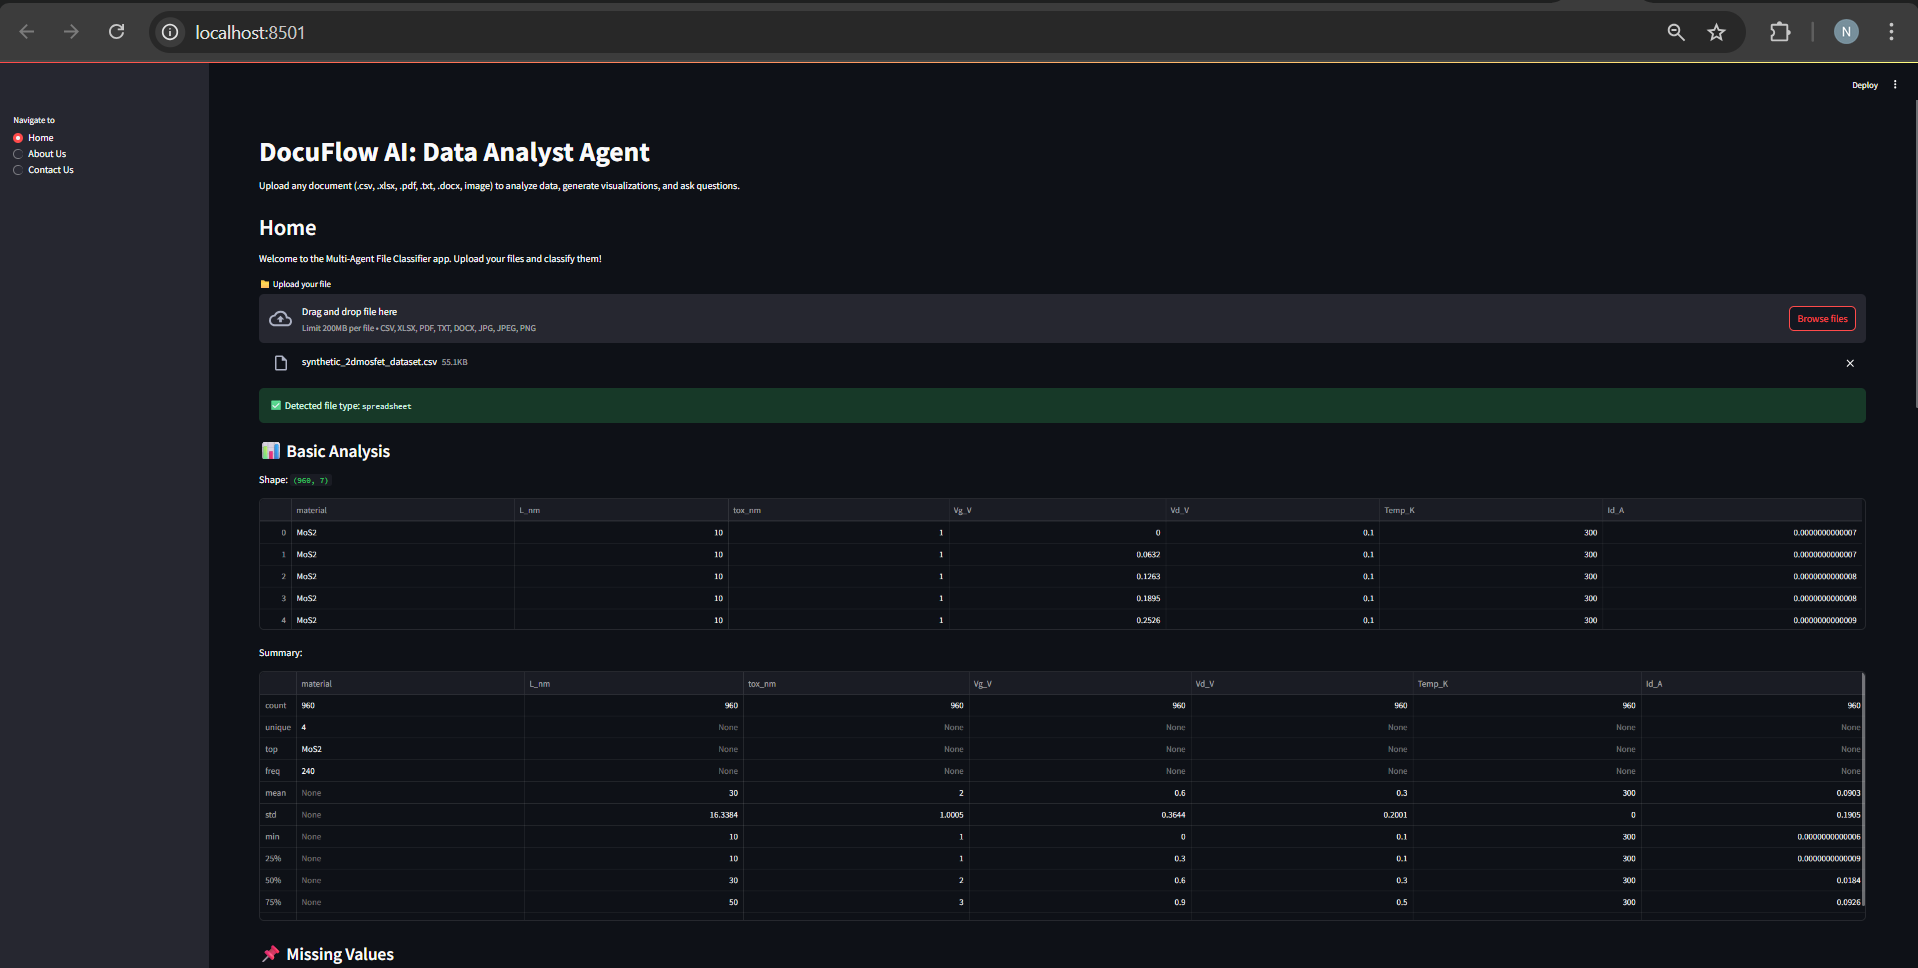 localhost:8501
N
Deploy
Navigate to
Home
About Us
Contact Us
DocuFlow AI: Data Analyst Agent
Upload any document (.csv, .xlsx, .pdf, .txt, .docx, image) to analyze data, generate visualizations, and ask questions.
Home
Welcome to the Multi-Agent File Classifier app. Upload your files and classify them!
Upload your file
Drag and drop file here
Limit 200MB per file • CSV, XLSX, PDF, TXT, DOCX, JPG, JPEG, PNG
Browse files
synthetic_2dmosfet_dataset.csv 55.1KB
Detected file type: spreadsheet
Basic Analysis
Shape: (960, 7)
material L_nm tox_nm Vg_V Vd_V Temp_K Id_A
0 MoS2 10 1 0 0.1 300 0.0000000000007
1 MoS2 10 1 0.0632 0.1 300 0.0000000000007
2 MoS2 10 1 0.1263 0.1 300 0.0000000000008
3 MoS2 10 1 0.1895 0.1 300 0.0000000000008
4 MoS2 10 1 0.2526 0.1 300 0.0000000000009
Summary:
material L_nm tox_nm Vg_V Vd_V Temp_K Id_A
count 960 960 960 960 960 960 960
unique 4 None None None None None None
top MoS2 None None None None None None
freq 240 None None None None None None
mean None 30 2 0.6 0.3 300 0.0903
std None 16.3384 1.0005 0.3644 0.2001 0 0.1905
min None 10 1 0 0.1 300 0.0000000000006
25% None 10 1 0.3 0.1 300 0.0000000000009
50% None 30 2 0.6 0.3 300 0.0184
75% None 50 3 0.9 0.5 300 0.0926
Missing Values